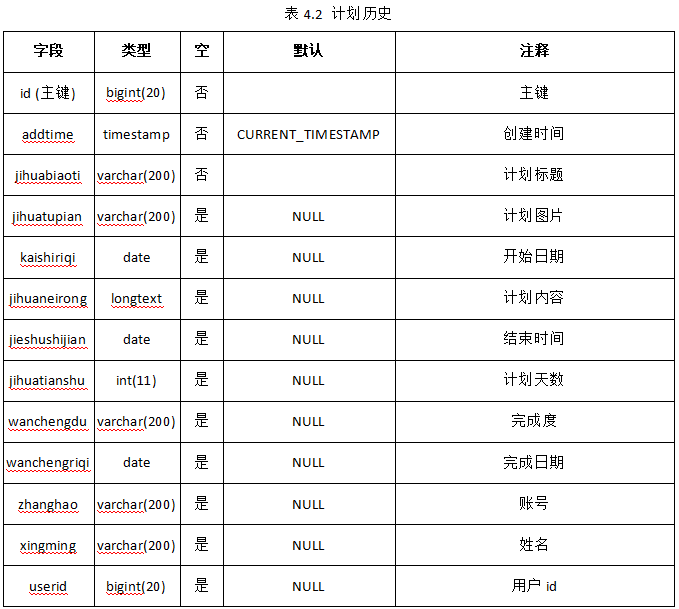 表 4.2 计划历史
字段 类型 空 默认 注释
id (主键) bigint(20) 否 主键
addtime timestamp 否 CURRENT_TIMESTAMP 创建时间
jihuabiaoti varchar(200) 否 计划标题
jihuatupian varchar(200) 是 NULL 计划图片
kaishiriqi date 是 NULL 开始日期
jihuaneirong longtext 是 NULL 计划内容
jieshushijian date 是 NULL 结束时间
jihuatianshu int(11) 是 NULL 计划天数
wanchengdu varchar(200) 是 NULL 完成度
wanchengriqi date 是 NULL 完成日期
zhanghao varchar(200) 是 NULL 账号
xingming varchar(200) 是 NULL 姓名
userid bigint(20) 是 NULL 用户 id